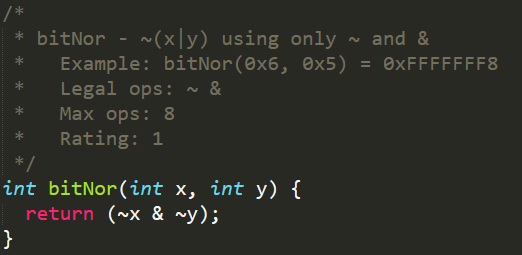 /*
 * bitNor - ~(x|y) using only ~ and &
 *   Example: bitNor(0x6, 0x5) = 0xFFFFFFF8
 *   Legal ops: ~ &
 *   Max ops: 8
 *   Rating: 1
 */
int bitNor(int x, int y) {
  return (~x & ~y);
}